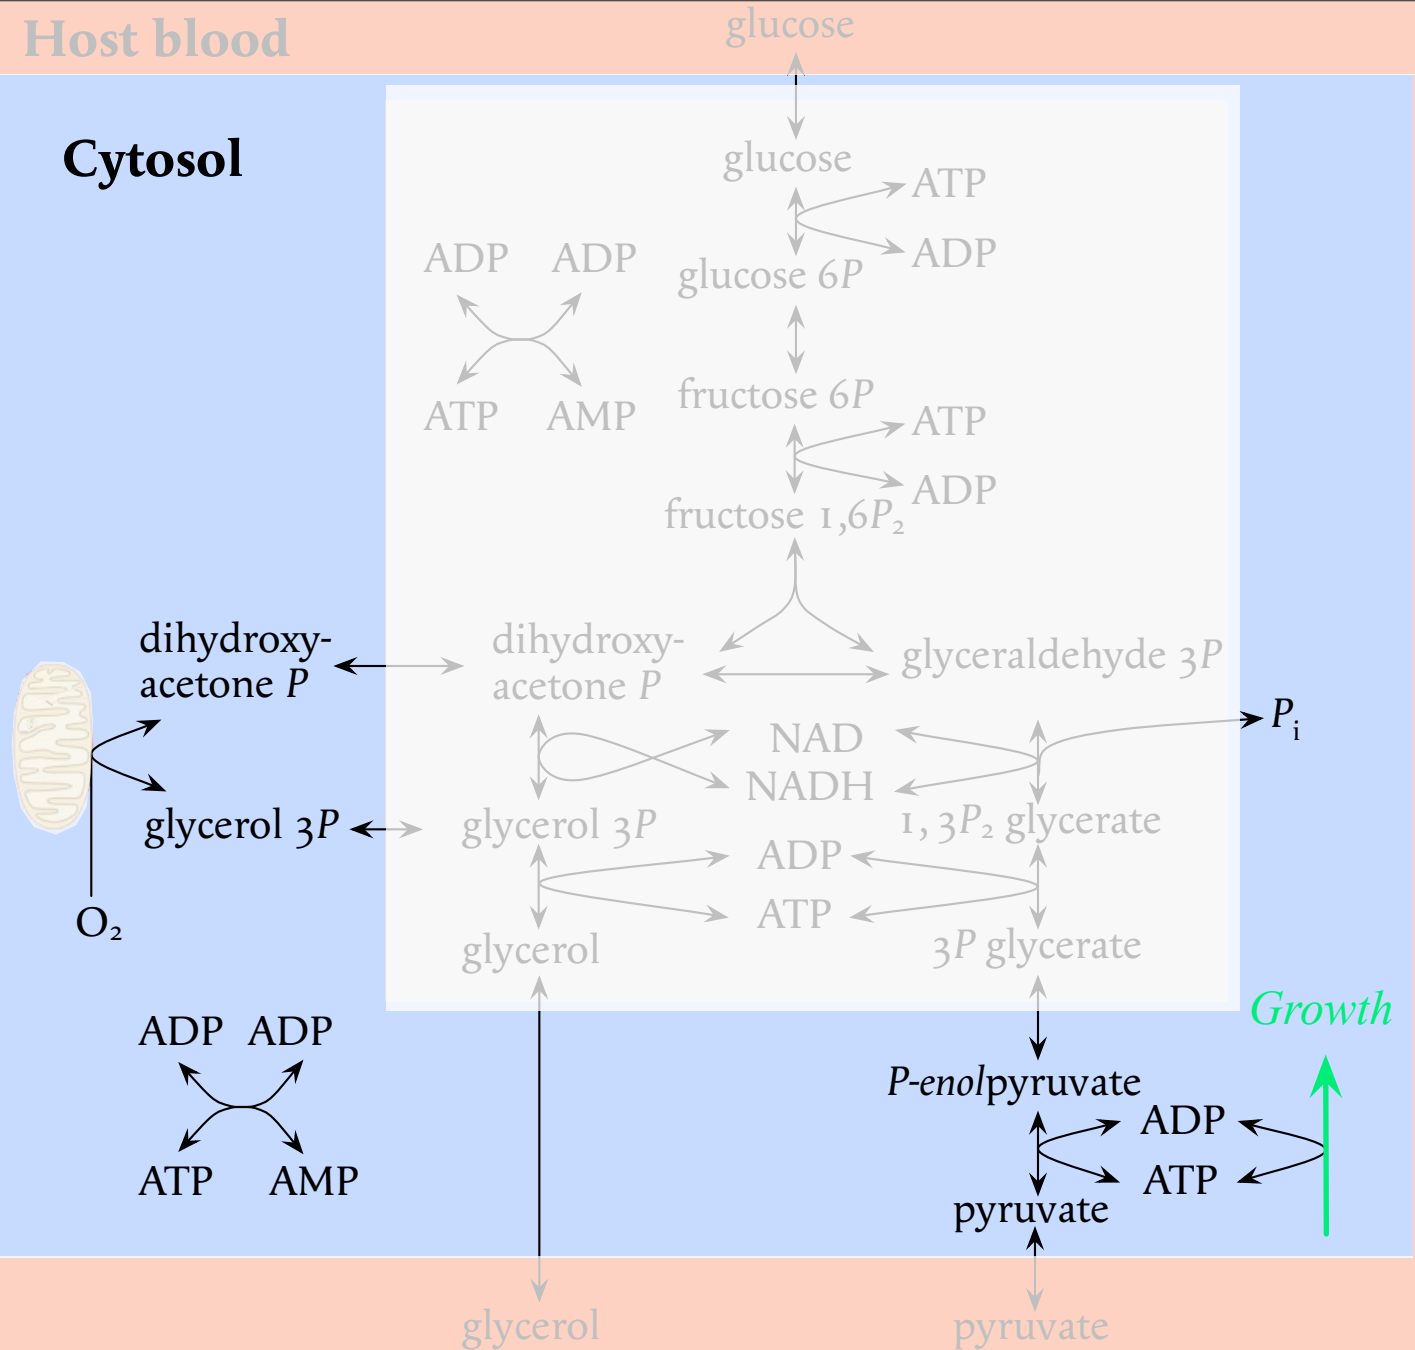 glucose
Host blood
Cytosol
glucose
ATP
ADP
ADP ADP
glucose 6P
ATP AMP
fructose 6P
ATP
ADP
fructose 1,6P₂
dihydroxy-
acetone P
dihydroxy-
acetone P
glyceraldehyde 3P
NAD
NADH
Pᵢ
glycerol 3P
glycerol 3P
1, 3P₂ glycerate
ADP
ATP
O₂
glycerol
3P glycerate
Growth
ADP ADP
ATP AMP
P-enolpyruvate
ADP
ATP
pyruvate
glycerol
pyruvate